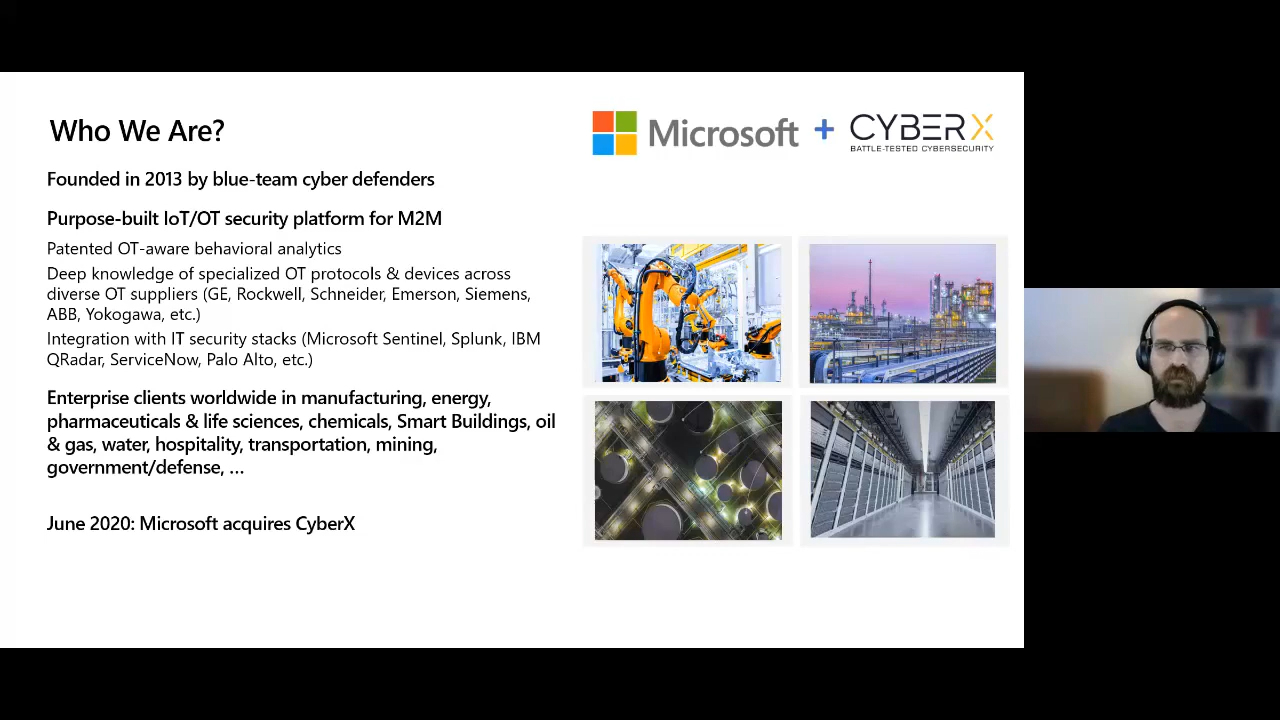 Who We Are?
Microsoft + CYBERX
BATTLE-TESTED CYBERSECURITY
Founded in 2013 by blue-team cyber defenders
Purpose-built IoT/OT security platform for M2M
Patented OT-aware behavioral analytics
Deep knowledge of specialized OT protocols & devices across
diverse OT suppliers (GE, Rockwell, Schneider, Emerson, Siemens,
ABB, Yokogawa, etc.)
Integration with IT security stacks (Microsoft Sentinel, Splunk, IBM
QRadar, ServiceNow, Palo Alto, etc.)
Enterprise clients worldwide in manufacturing, energy,
pharmaceuticals & life sciences, chemicals, Smart Buildings, oil
& gas, water, hospitality, transportation, mining,
government/defense, ...
June 2020: Microsoft acquires CyberX